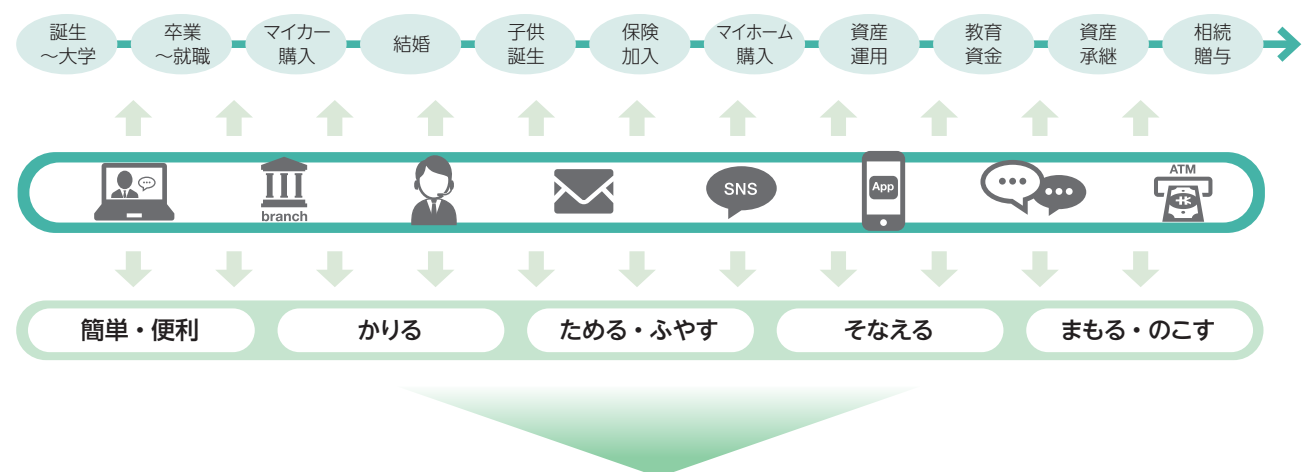 誕生
～大学
卒業
～就職
マイカー
購入
結婚
子供
誕生
保険
加入
マイホーム
購入
資産
運用
教育
資金
資産
承継
相続
贈与
branch
SNS
App
ATM
簡単・便利
かりる
ためる・ふやす
そなえる
まもる・のこす